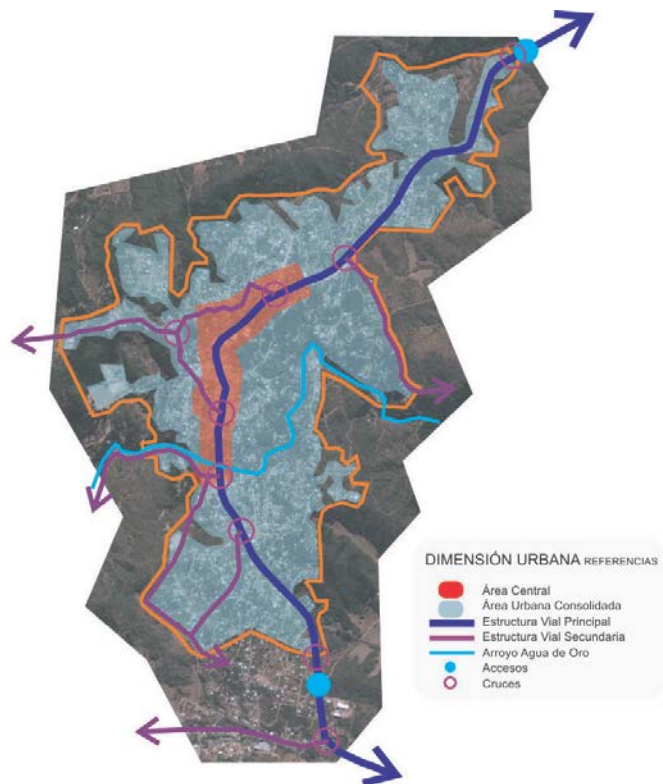 DIMENSIÓN URBANA REFERENCIAS
Área Central
Área Urbana Consolidada
Estructura Vial Principal
Estructura Vial Secundaria
Arroyo Agua de Oro
Accesos
Cruces